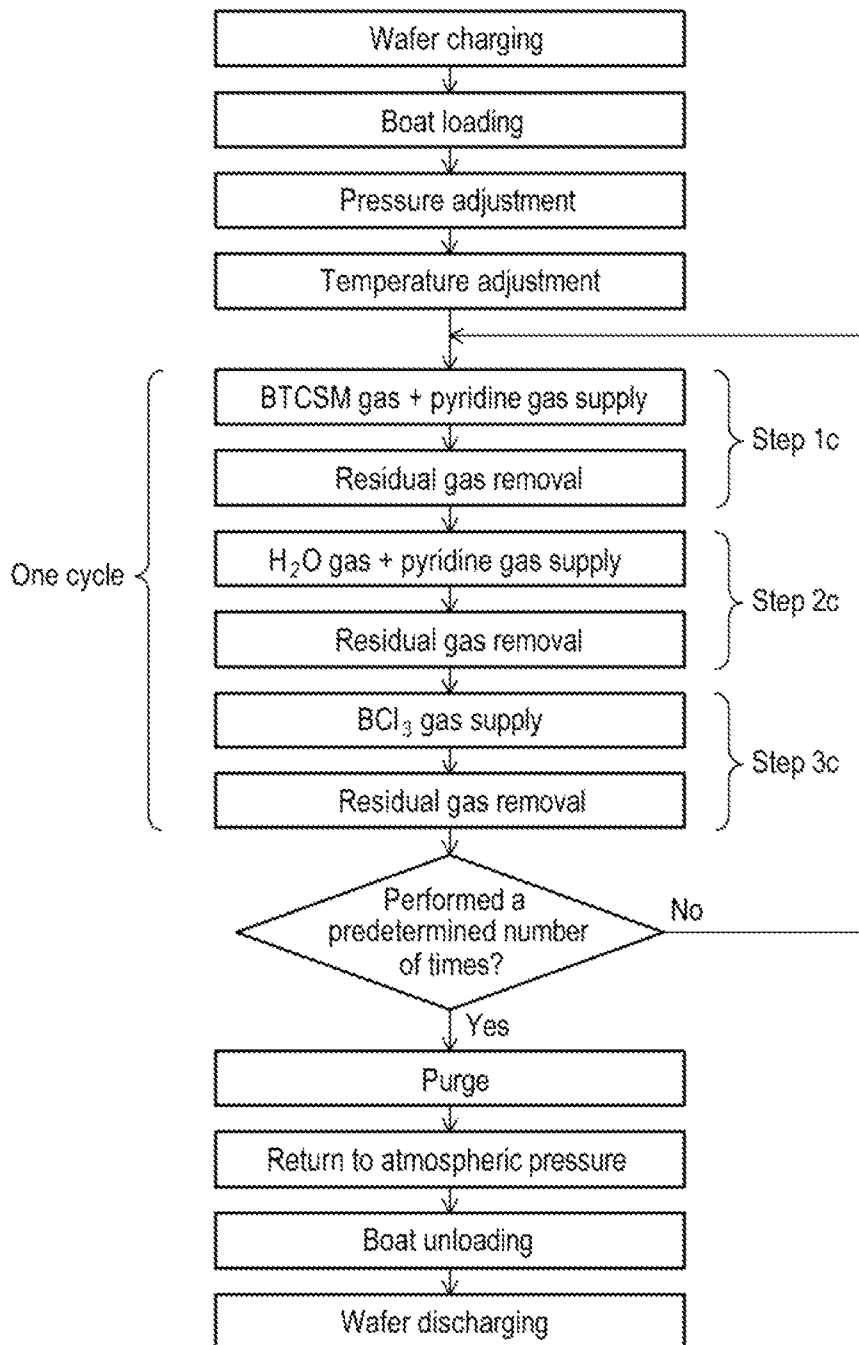 Wafer charging
Boat loading
Pressure adjustment
Temperature adjustment
BTCSM gas + pyridine gas supply
Step 1c
Residual gas removal
H₂O gas + pyridine gas supply
One cycle
Step 2c
Residual gas removal
BCl₃ gas supply
Step 3c
Residual gas removal
Performed a
predetermined number
of times?
No
Yes
Purge
Return to atmospheric pressure
Boat unloading
Wafer discharging